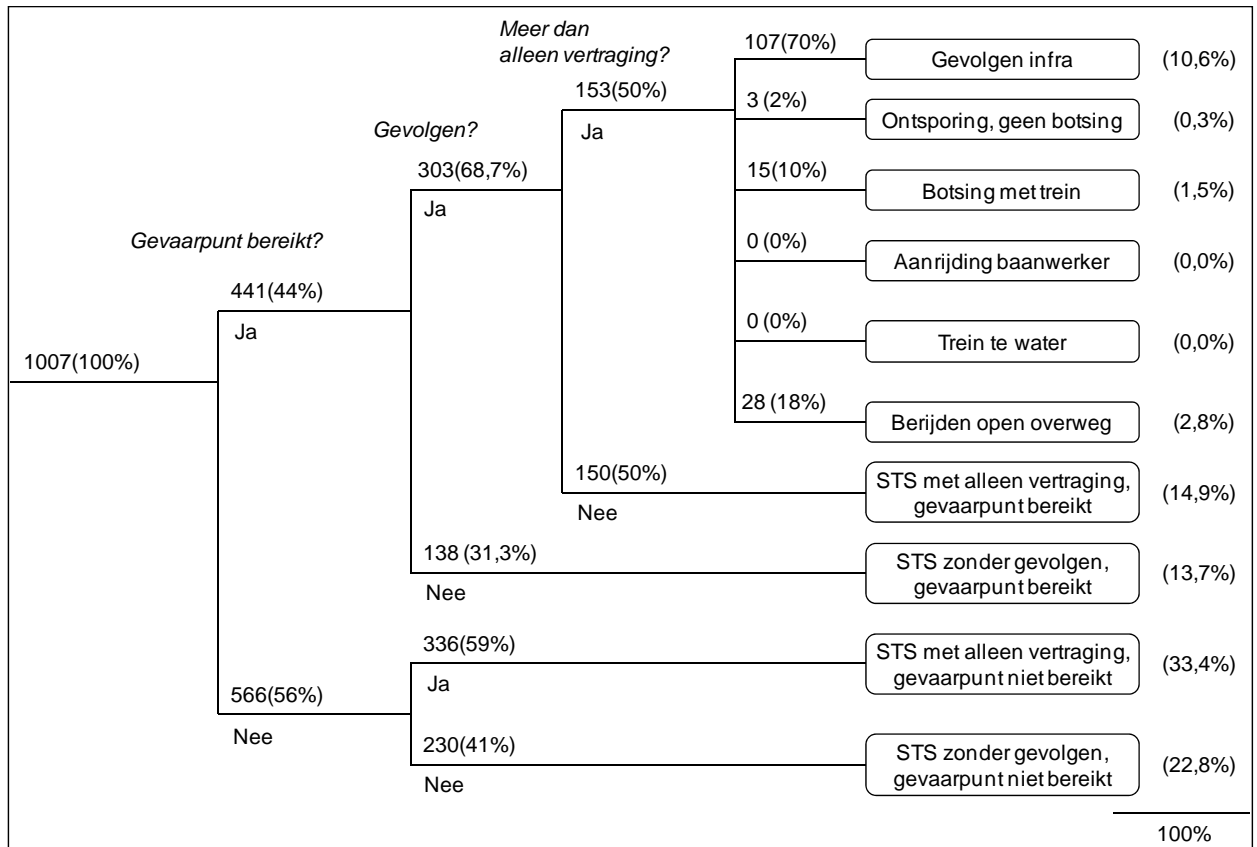 Meer dan
alleen vertraging?
107(70%)
Gevolgen infra
(10,6%)
153(50%)
3 (2%)
Ja
Ontsporing, geen botsing
(0,3%)
Gevolgen?
303(68,7%)
15(10%)
Ja
Botsing met trein
(1,5%)
Gevaarpunt bereikt?
0 (0%)
Aanrijding baanwerker
(0,0%)
441(44%)
Ja
0 (0%)
Trein te water
(0,0%)
1007(100%)
28 (18%)
Berijden open overweg
(2,8%)
150(50%)
Nee
STS met alleen vertraging,
gevaarpunt bereikt
(14,9%)
138 (31,3%)
Nee
STS zonder gevolgen,
gevaarpunt bereikt
(13,7%)
336(59%)
Ja
STS met alleen vertraging,
gevaarpunt niet bereikt
(33,4%)
566(56%)
Nee
230(41%)
Nee
STS zonder gevolgen,
gevaarpunt niet bereikt
(22,8%)
100%